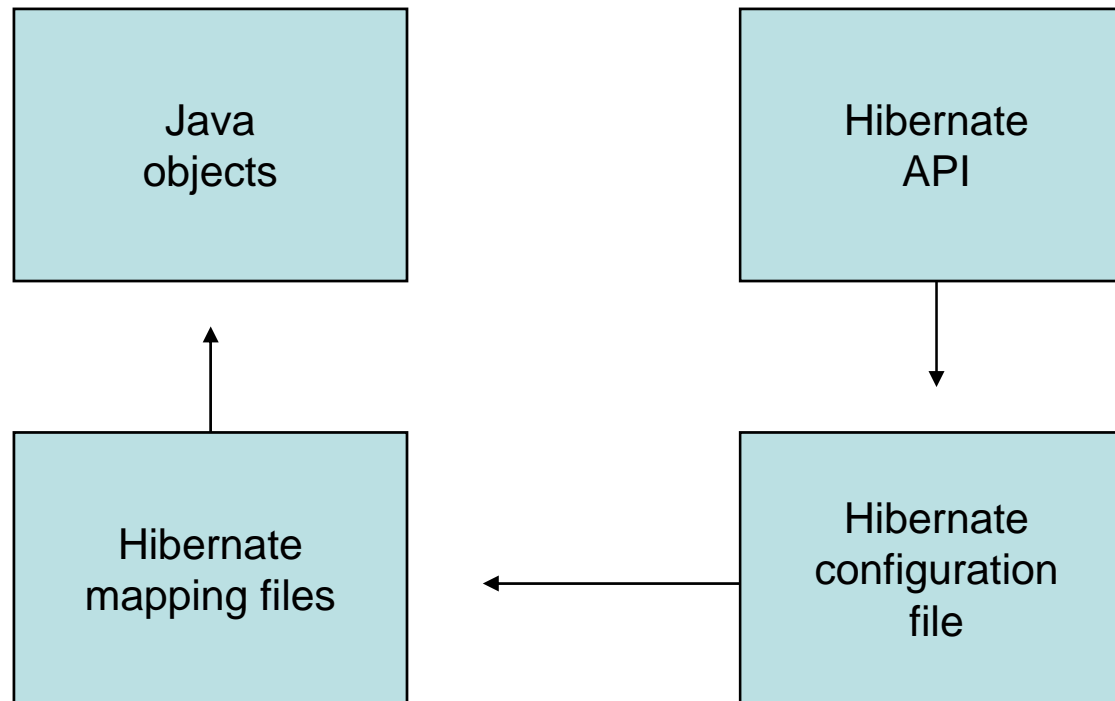 Java
objects
Hibernate
API
Hibernate
mapping files
Hibernate
configuration
file